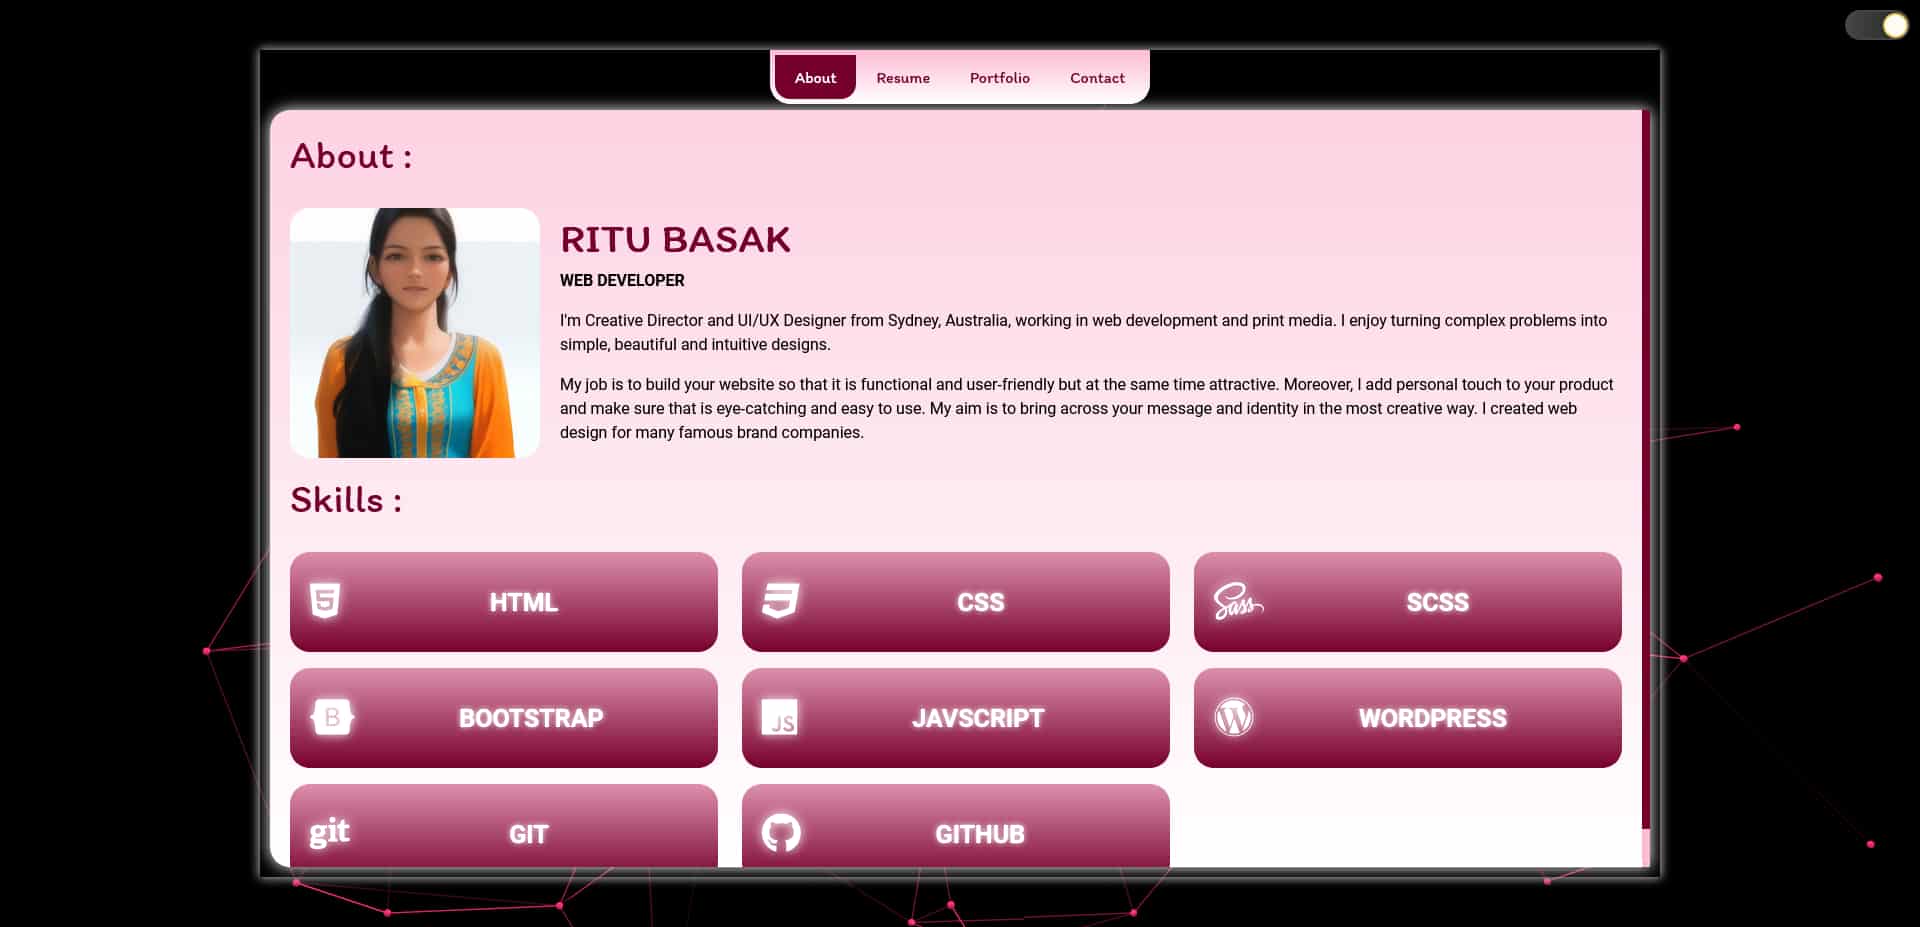 About Resume Portfolio Contact
About :
RITU BASAK
WEB DEVELOPER
I'm Creative Director and UI/UX Designer from Sydney, Australia, working in web development and print media. I enjoy turning complex problems into
simple, beautiful and intuitive designs.
My job is to build your website so that it is functional and user-friendly but at the same time attractive. Moreover, I add personal touch to your product
and make sure that is eye-catching and easy to use. My aim is to bring across your message and identity in the most creative way. I created web
design for many famous brand companies.
Skills :
5 HTML
3 CSS
Sass SCSS
B BOOTSTRAP
JS JAVSCRIPT
W WORDPRESS
git GIT
GITHUB